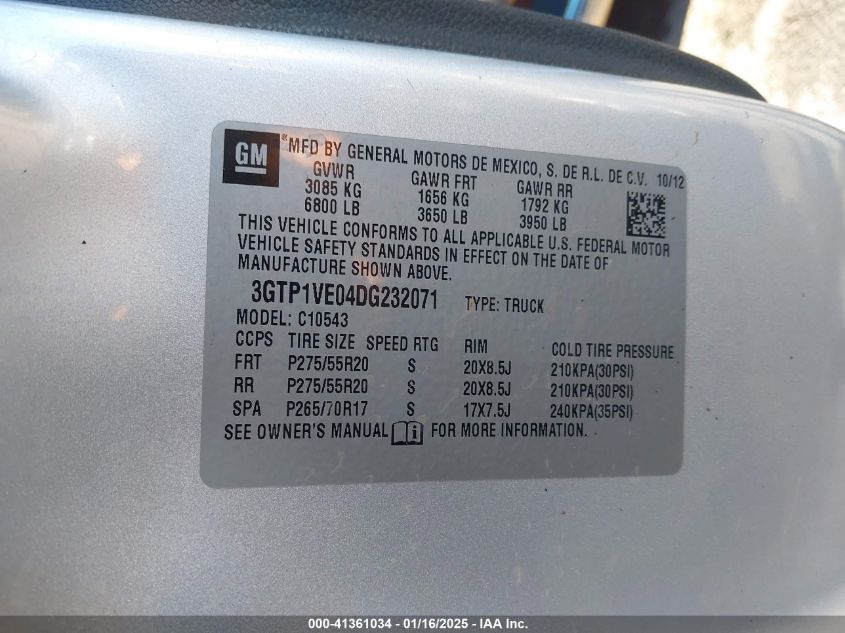 GM
*MFD BY GENERAL MOTORS DE MEXICO, S. DE R.L. DE C.V. 10/12
GVWR GAWR FRT GAWR RR
3085 KG 1656 KG 1792 KG
6800 LB 3650 LB 3950 LB
THIS VEHICLE CONFORMS TO ALL APPLICABLE U.S. FEDERAL MOTOR
VEHICLE SAFETY STANDARDS IN EFFECT ON THE DATE OF
MANUFACTURE SHOWN ABOVE.
3GTP1VE04DG232071 TYPE: TRUCK
MODEL: C10543
CCPS TIRE SIZE SPEED RTG RIM COLD TIRE PRESSURE
FRT P275/55R20 S 20X8.5J 210KPA(30PSI)
RR P275/55R20 S 20X8.5J 210KPA(30PSI)
SPA P265/70R17 S 17X7.5J 240KPA(35PSI)
SEE OWNER'S MANUAL i FOR MORE INFORMATION.
000-41361034 - 01/16/2025 - IAA Inc.